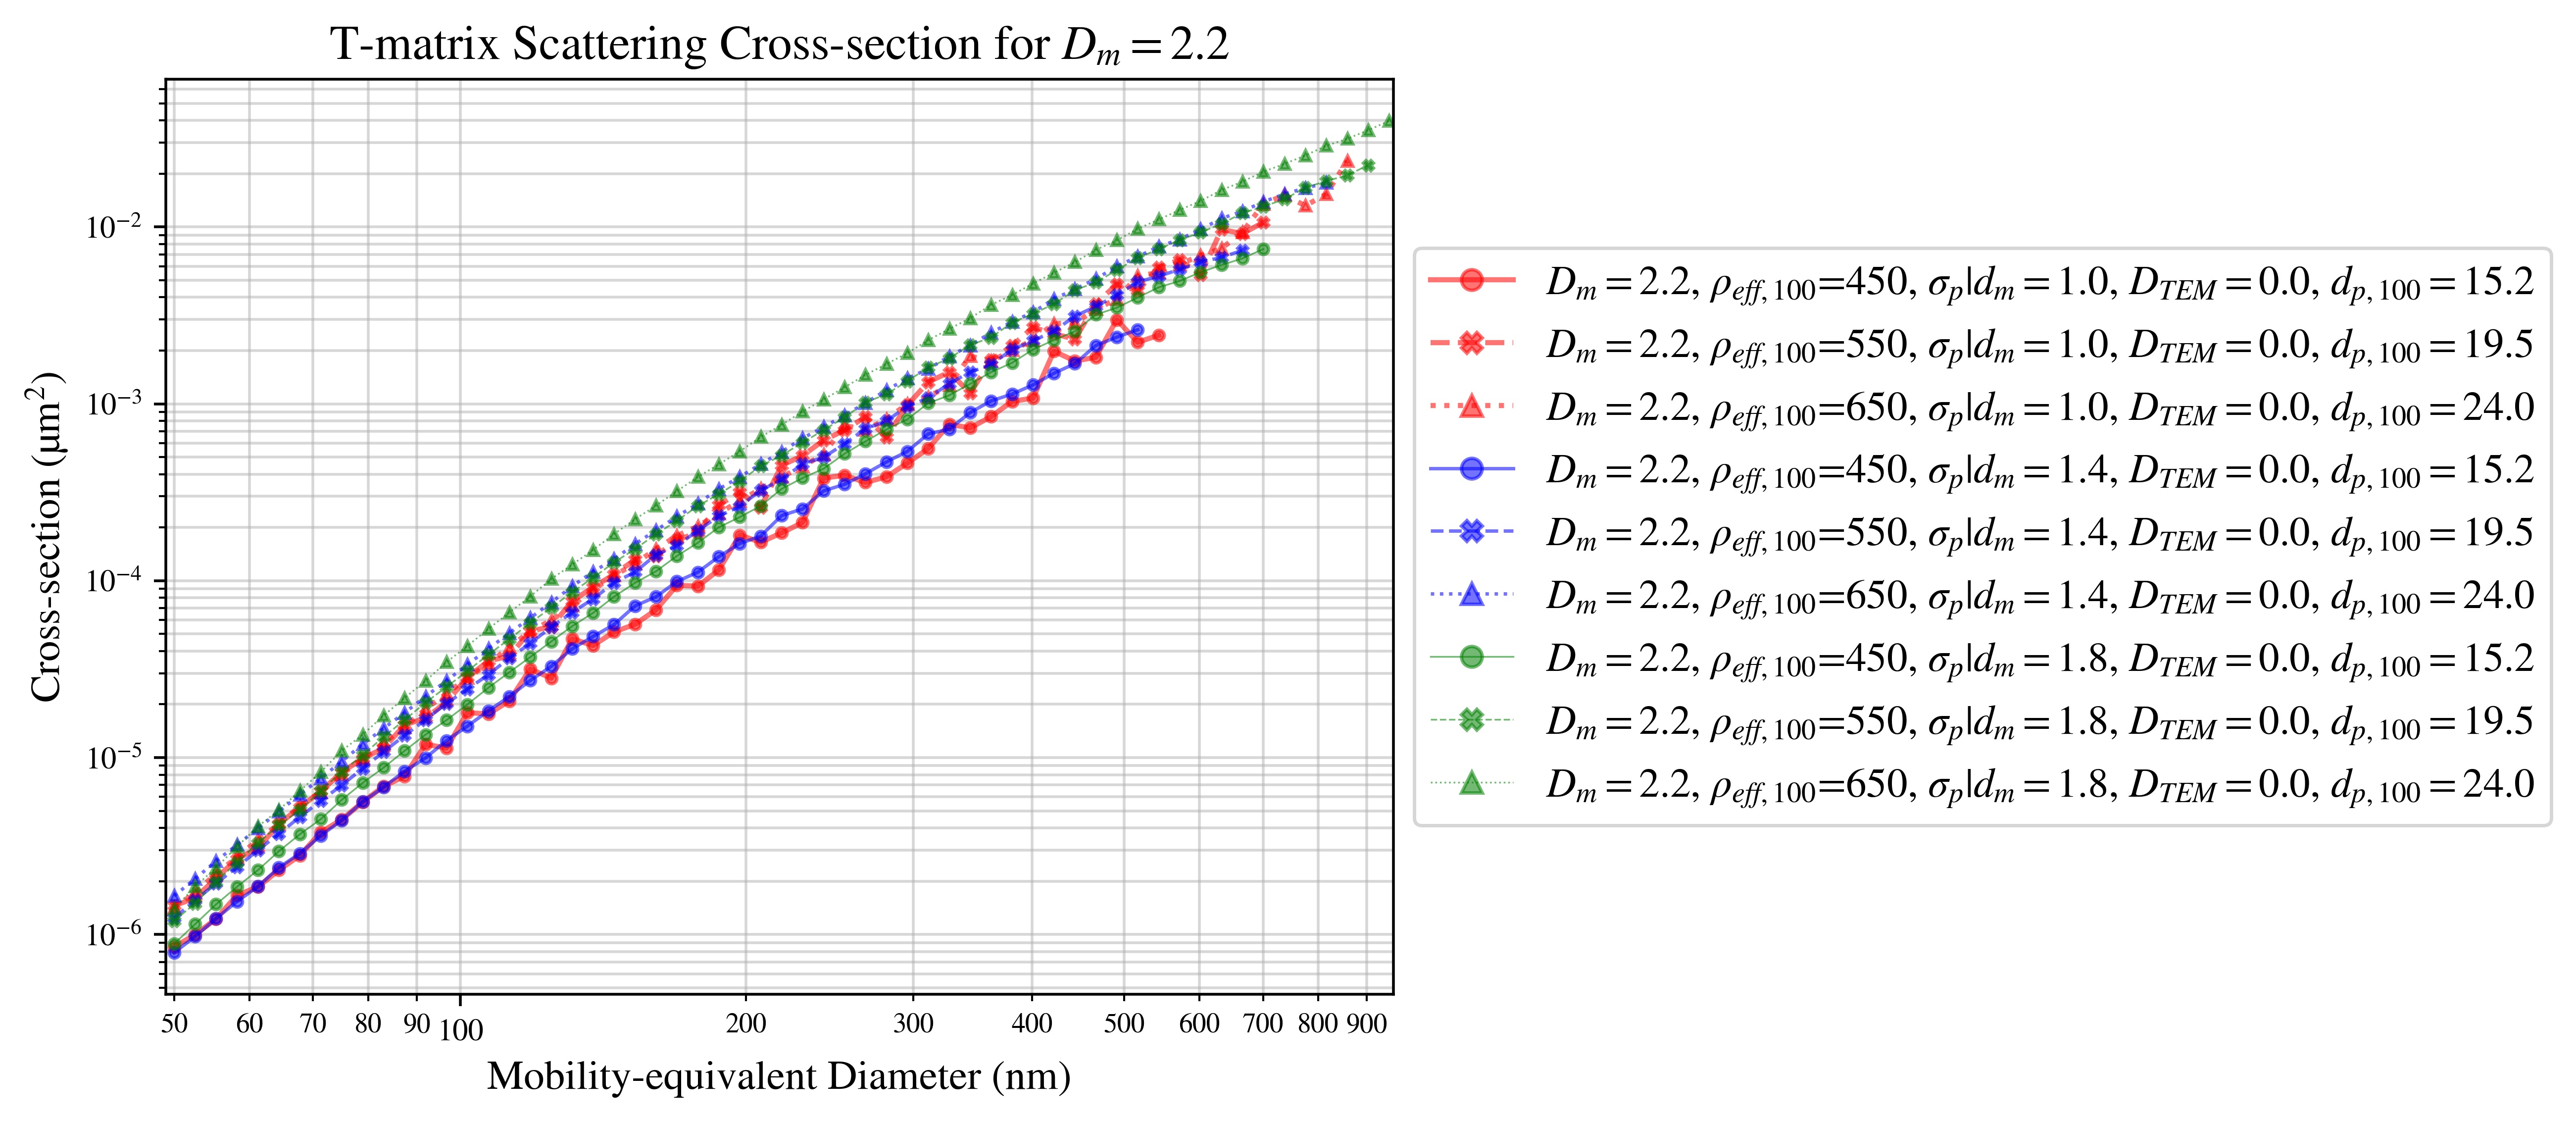 T-matrix Scattering Cross-section for Dₘ = 2.2
Cross-section (µm²)
10⁻²
10⁻³
10⁻⁴
10⁻⁵
10⁻⁶
50 60 70 80 90 100 200 300 400 500 600 700 800 900
Mobility-equivalent Diameter (nm)
D_m = 2.2, ρ_eff,100=450, σ_p|d_m = 1.0, D_TEM = 0.0, d_p,100 = 15.2
D_m = 2.2, ρ_eff,100=550, σ_p|d_m = 1.0, D_TEM = 0.0, d_p,100 = 19.5
D_m = 2.2, ρ_eff,100=650, σ_p|d_m = 1.0, D_TEM = 0.0, d_p,100 = 24.0
D_m = 2.2, ρ_eff,100=450, σ_p|d_m = 1.4, D_TEM = 0.0, d_p,100 = 15.2
D_m = 2.2, ρ_eff,100=550, σ_p|d_m = 1.4, D_TEM = 0.0, d_p,100 = 19.5
D_m = 2.2, ρ_eff,100=650, σ_p|d_m = 1.4, D_TEM = 0.0, d_p,100 = 24.0
D_m = 2.2, ρ_eff,100=450, σ_p|d_m = 1.8, D_TEM = 0.0, d_p,100 = 15.2
D_m = 2.2, ρ_eff,100=550, σ_p|d_m = 1.8, D_TEM = 0.0, d_p,100 = 19.5
D_m = 2.2, ρ_eff,100=650, σ_p|d_m = 1.8, D_TEM = 0.0, d_p,100 = 24.0